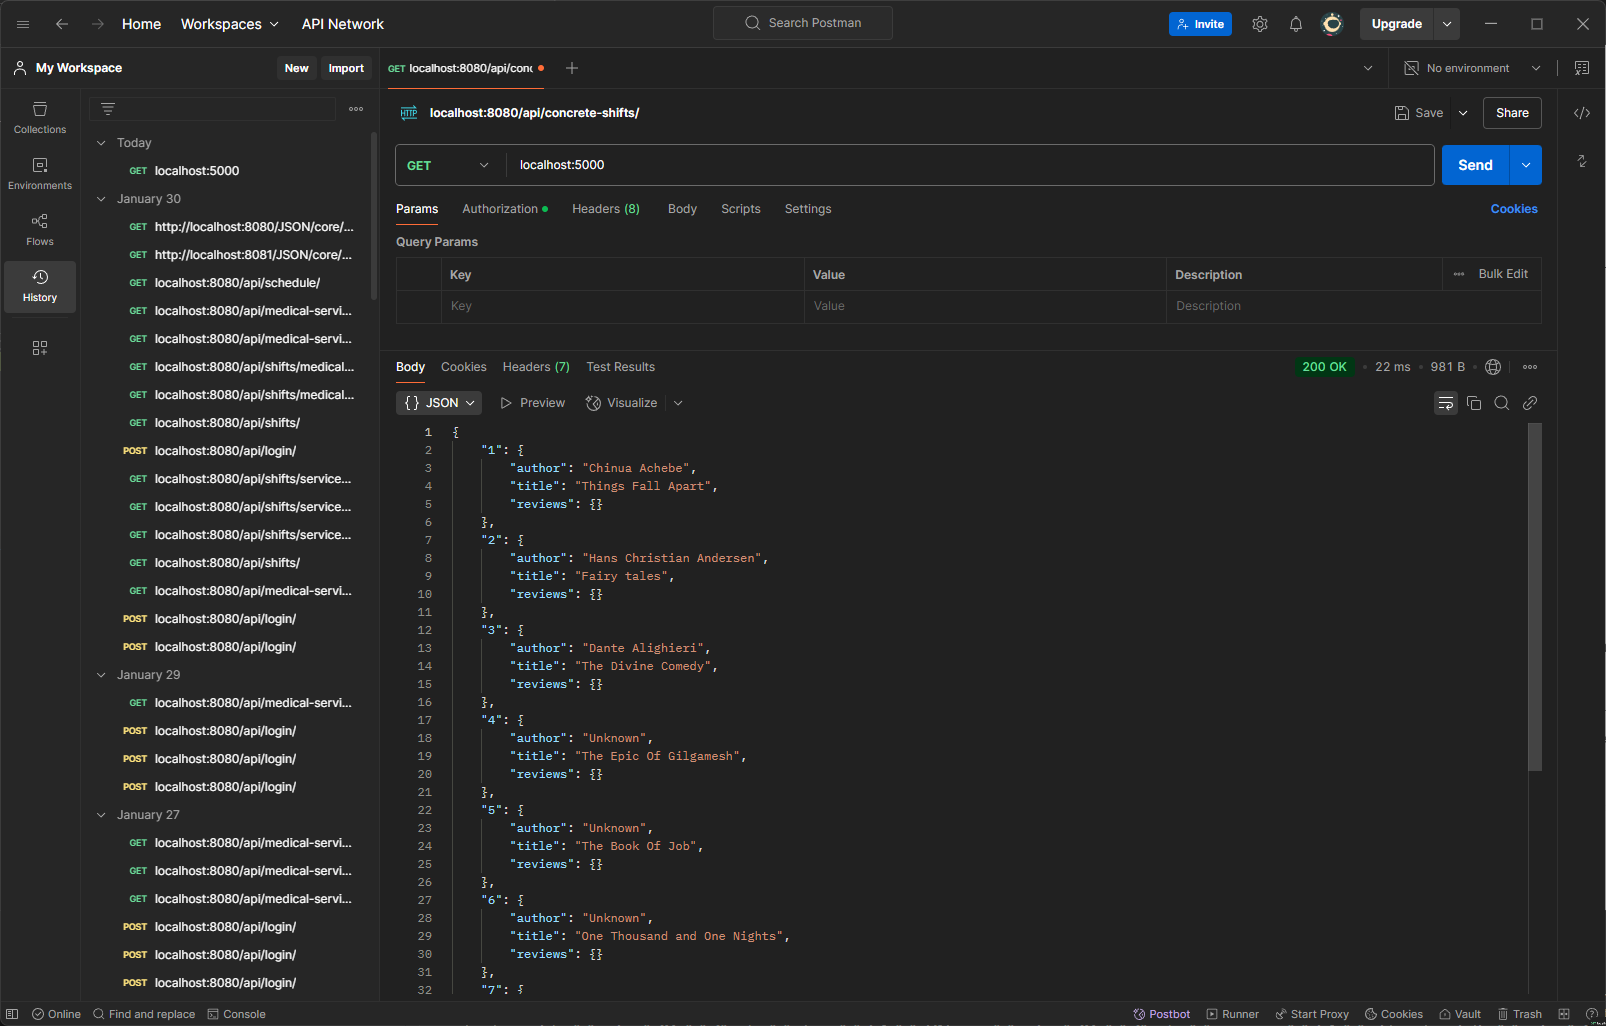 Home Workspaces API Network Search Postman Invite Upgrade
My Workspace New Import GET localhost:8080/api/conc No environment
Collections
Environments
Flows
History
Today
GET localhost:5000
January 30
GET http://localhost:8080/JSON/core/...
GET http://localhost:8081/JSON/core/...
GET localhost:8080/api/schedule/
GET localhost:8080/api/medical-servi...
GET localhost:8080/api/medical-servi...
GET localhost:8080/api/shifts/medical...
GET localhost:8080/api/shifts/medical...
GET localhost:8080/api/shifts/
POST localhost:8080/api/login/
GET localhost:8080/api/shifts/service...
GET localhost:8080/api/shifts/service...
GET localhost:8080/api/shifts/service...
GET localhost:8080/api/shifts/
GET localhost:8080/api/medical-servi...
POST localhost:8080/api/login/
POST localhost:8080/api/login/
January 29
GET localhost:8080/api/medical-servi...
POST localhost:8080/api/login/
POST localhost:8080/api/login/
POST localhost:8080/api/login/
January 27
GET localhost:8080/api/medical-servi...
GET localhost:8080/api/medical-servi...
GET localhost:8080/api/medical-servi...
POST localhost:8080/api/login/
POST localhost:8080/api/login/
POST localhost:8080/api/login/
HTTP localhost:8080/api/concrete-shifts/ Save Share
GET localhost:5000 Send
Params Authorization Headers (8) Body Scripts Settings Cookies
Query Params
Key Value Description Bulk Edit
Key Value Description
Body Cookies Headers (7) Test Results 200 OK 22 ms 981 B
{} JSON Preview Visualize
1 {
2 "1": {
3 "author": "Chinua Achebe",
4 "title": "Things Fall Apart",
5 "reviews": {}
6 },
7 "2": {
8 "author": "Hans Christian Andersen",
9 "title": "Fairy tales",
10 "reviews": {}
11 },
12 "3": {
13 "author": "Dante Alighieri",
14 "title": "The Divine Comedy",
15 "reviews": {}
16 },
17 "4": {
18 "author": "Unknown",
19 "title": "The Epic Of Gilgamesh",
20 "reviews": {}
21 },
22 "5": {
23 "author": "Unknown",
24 "title": "The Book Of Job",
25 "reviews": {}
26 },
27 "6": {
28 "author": "Unknown",
29 "title": "One Thousand and One Nights",
30 "reviews": {}
31 },
32 "7": {
Online Find and replace Console Postbot Runner Start Proxy Cookies Vault Trash